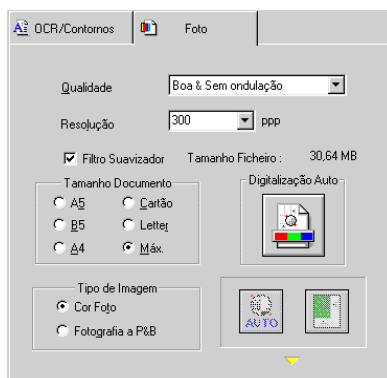 OCR/Contornos Foto
Qualidade Boa & Sem ondulação
Resolução 300 ppp
Filtro Suavizador Tamanho Ficheiro : 30,64 MB
Tamanho Documento Digitalização Auto
A5 Cartão
B5 Letter
A4 Máx.
Tipo de Imagem
Cor Foto
Fotografia a P&B
AUTO